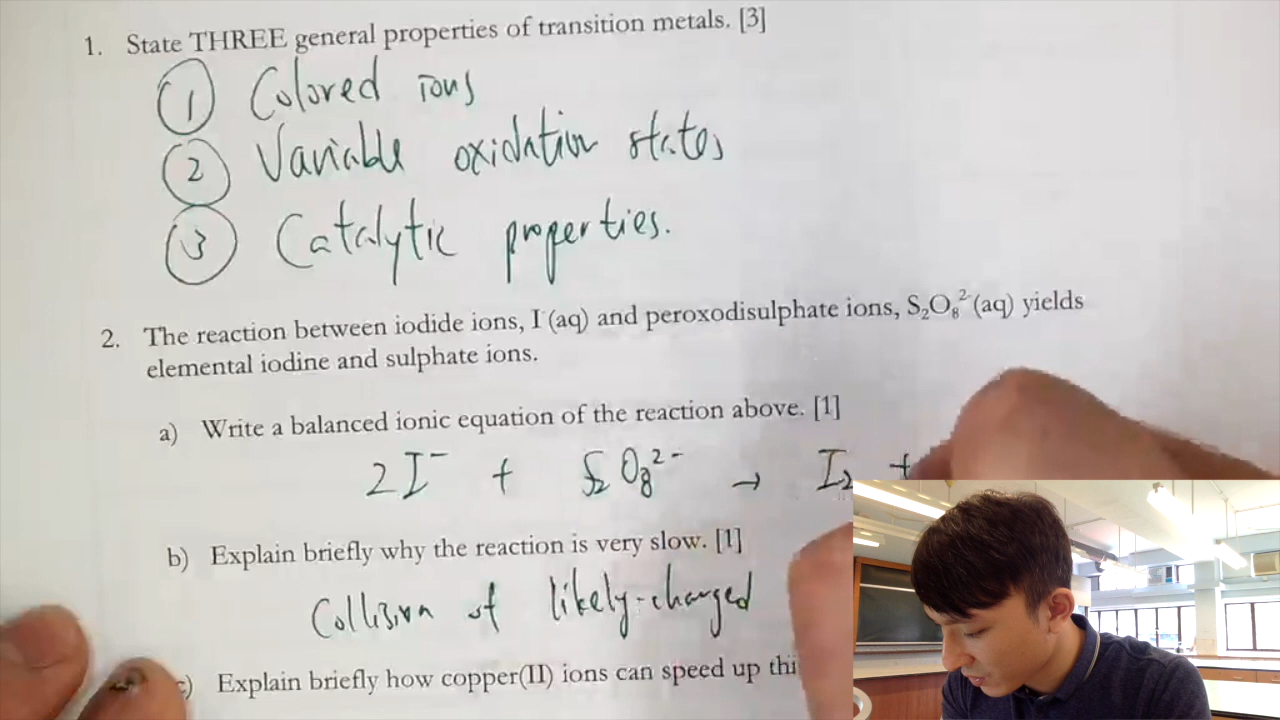 1. State THREE general properties of transition metals. [3]
① Colored ions
② Variable oxidation states
③ Catalytic properties.
2. The reaction between iodide ions, I⁻(aq) and peroxodisulphate ions, S₂O₈²⁻(aq) yields
elemental iodine and sulphate ions.
a) Write a balanced ionic equation of the reaction above. [1]
2I⁻ + S₂O₈²⁻ → I₂ +
b) Explain briefly why the reaction is very slow. [1]
Collision of likely-charged
c) Explain briefly how copper(II) ions can speed up thi